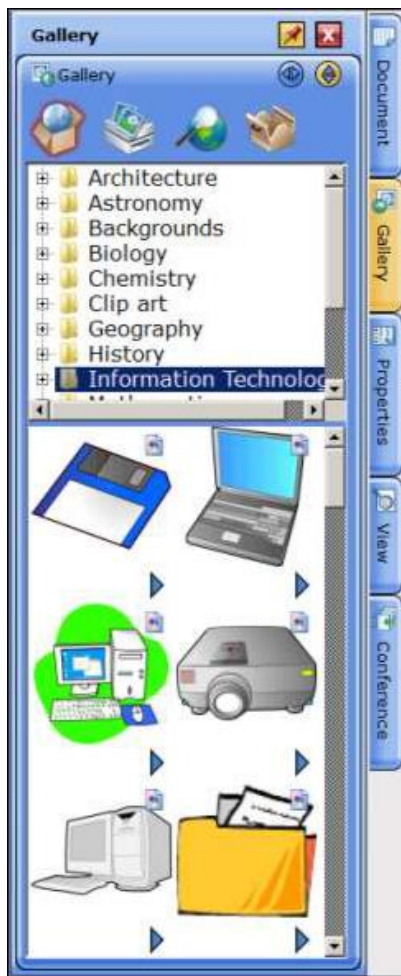 Gallery
Gallery
Architecture
Astronomy
Backgrounds
Biology
Chemistry
Clip art
Geography
History
Information Technolog
Document
Gallery
Properties
View
Conference